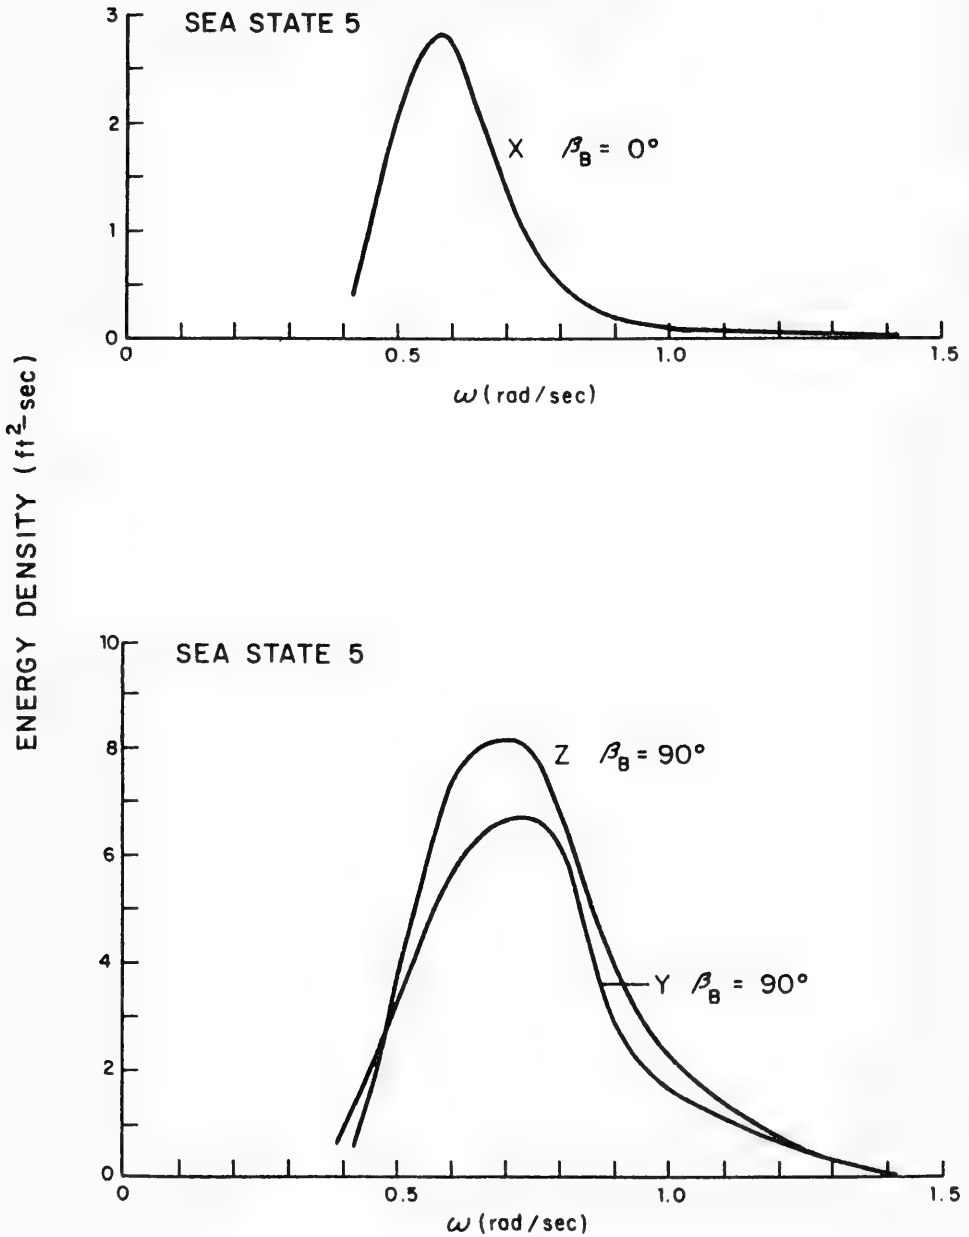 SEA STATE 5
3
2
1
0
X β_B = 0°
0 0.5 1.0 1.5
ω (rad/sec)
ENERGY DENSITY (ft²-sec)
SEA STATE 5
10
8
6
4
2
0
Z β_B = 90°
Y β_B = 90°
0 0.5 1.0 1.5
ω (rad/sec)